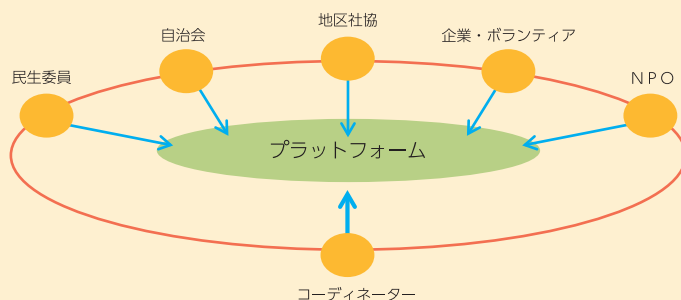 地区社協
自治会
企業・ボランティア
民生委員
ＮＰＯ
プラットフォーム
コーディネーター